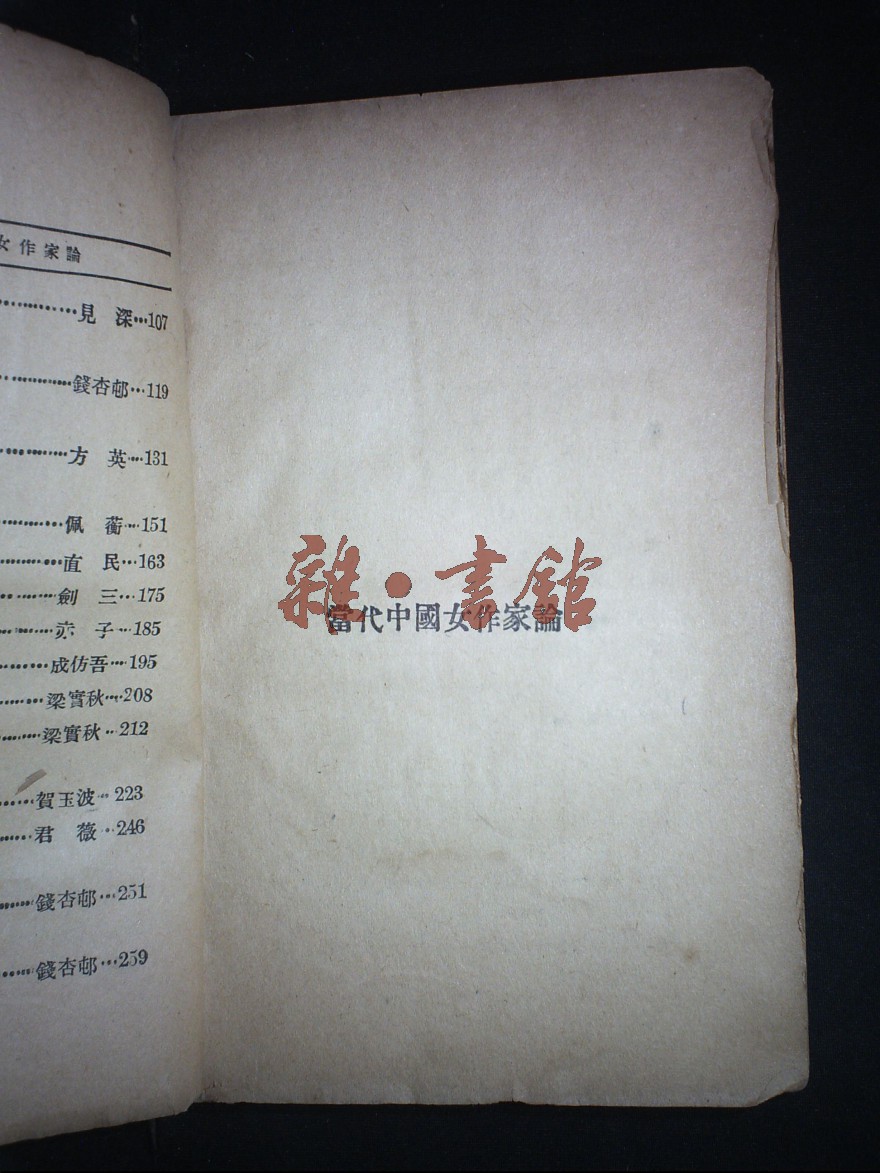 女作家論
⋯⋯⋯⋯見 深⋯107
⋯⋯⋯⋯錢杏邨⋯119
⋯⋯⋯⋯方 英⋯131
⋯⋯⋯⋯佩 蘅⋯151
⋯⋯⋯⋯直 民⋯163
⋯⋯⋯⋯劍 三⋯175
⋯⋯⋯⋯赤 子⋯185
⋯⋯⋯⋯成仿吾⋯195
⋯⋯⋯⋯梁實秋⋯208
⋯⋯⋯⋯梁實秋⋯212
⋯⋯⋯⋯賀玉波⋯223
⋯⋯⋯⋯君 薇⋯246
⋯⋯⋯⋯錢杏邨⋯251
⋯⋯⋯⋯錢杏邨⋯259
雜·書館
當代中國女作家論